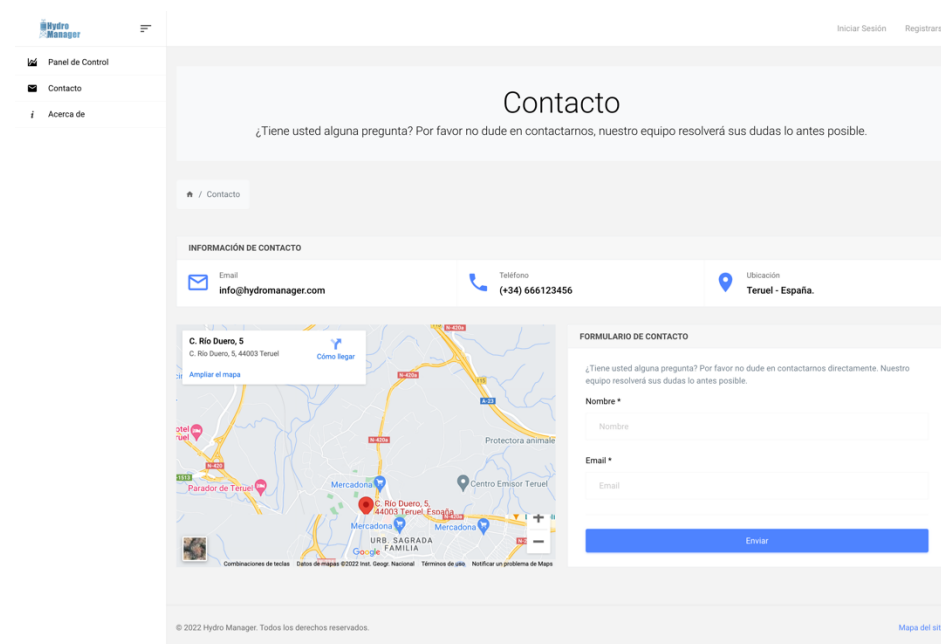 Hydro
Manager
Iniciar Sesión
Registrars
Panel de Control
Contacto
Acerca de
Contacto
¿Tiene usted alguna pregunta? Por favor no dude en contactarnos, nuestro equipo resolverá sus dudas lo antes posible.
/ Contacto
INFORMACIÓN DE CONTACTO
Email
info@hydromanager.com
Teléfono
(+34) 666123456
Ubicación
Teruel - España.
C. Río Duero, 5
C. Río Duero, 5, 44003 Teruel
Cómo llegar
Ampliar el mapa
N-420a
N-420a
110
A-23
N-420a
Protectora animale
otel
ruel
N-420
1513
Parador de Teruel
Mercadona
Centro Emisor Teruel
C. Río Duero, 5,
44003 Teruel, España
N-420a
Mercadona
Mercadona
URB. SAGRADA
FAMILIA
Google
Combinaciones de teclas
Datos de mapas ©2022 Inst. Geogr. Nacional
Términos de uso
Notificar un problema de Maps
FORMULARIO DE CONTACTO
¿Tiene usted alguna pregunta? Por favor no dude en contactarnos directamente. Nuestro
equipo resolverá sus dudas lo antes posible.
Nombre *
Nombre
Email *
Email
Enviar
© 2022 Hydro Manager. Todos los derechos reservados.
Mapa del siti